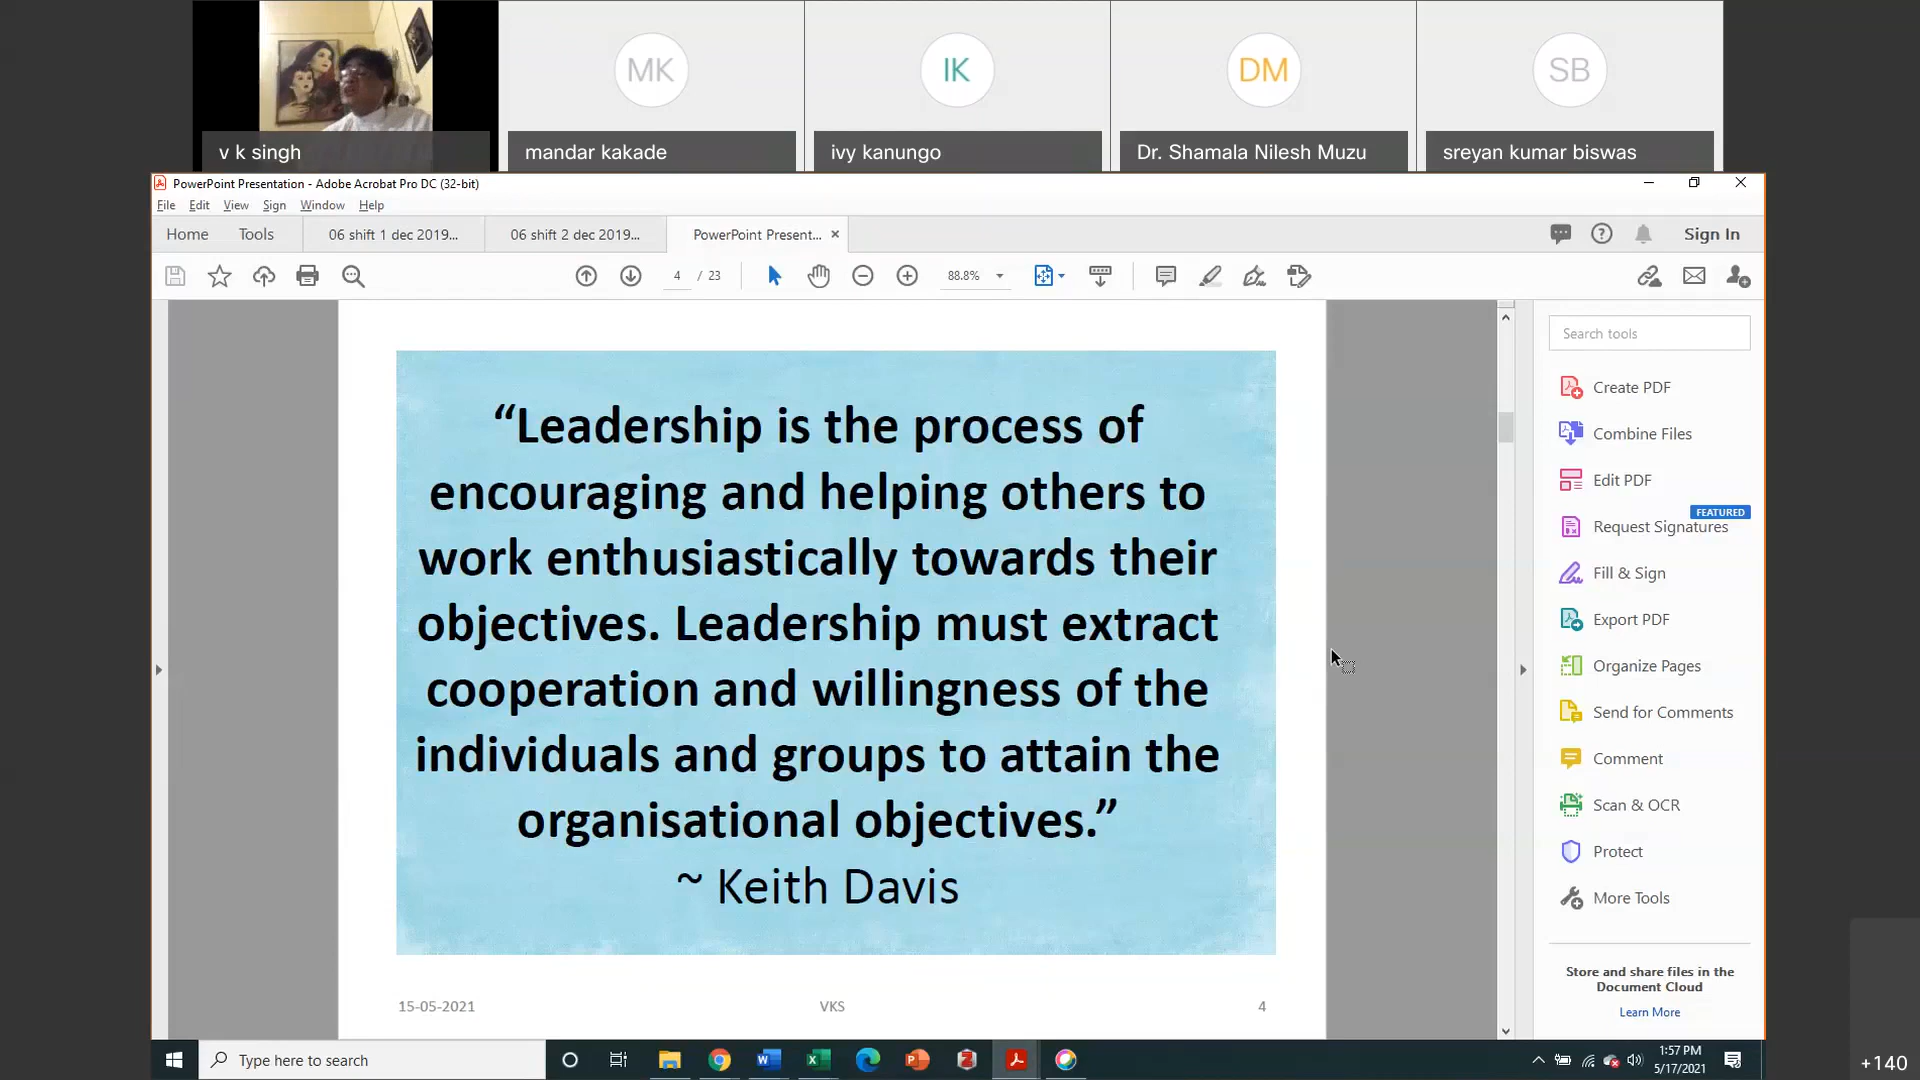 MK
IK
DM
SB
v k singh
mandar kakade
ivy kanungo
Dr. Shamala Nilesh Muzu
sreyan kumar biswas
PowerPoint Presentation - Adobe Acrobat Pro DC (32-bit)
File Edit View Sign Window Help
Home Tools 06 shift 1 dec 2019... 06 shift 2 dec 2019... PowerPoint Present... × Sign In
4 / 23 88.8%
“Leadership is the process of
encouraging and helping others to
work enthusiastically towards their
objectives. Leadership must extract
cooperation and willingness of the
individuals and groups to attain the
organisational objectives.”
~ Keith Davis
15-05-2021 VKS 4
Search tools
Create PDF
Combine Files
Edit PDF
FEATURED
Request Signatures
Fill & Sign
Export PDF
Organize Pages
Send for Comments
Comment
Scan & OCR
Protect
More Tools
Store and share files in the
Document Cloud
Learn More
Type here to search
1:57 PM
5/17/2021
+140